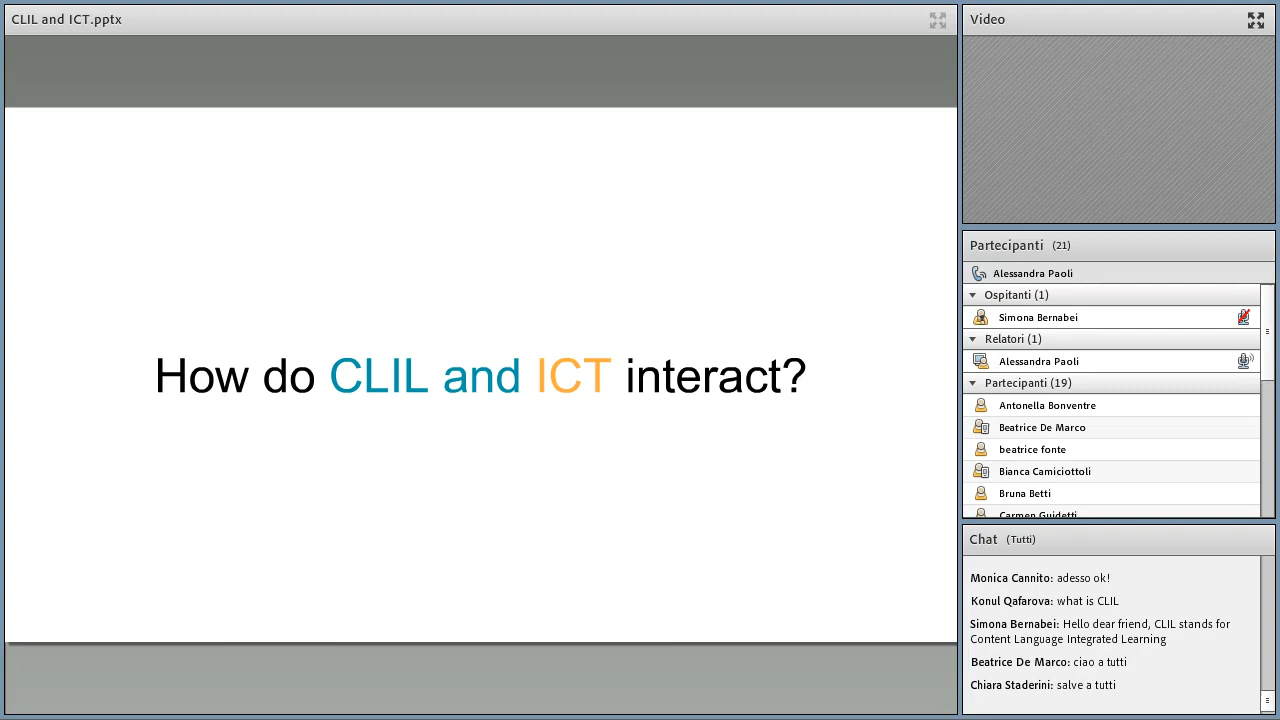 CLIL and ICT.pptx
How do CLIL and ICT interact?
Video
Partecipanti (21)
Alessandra Paoli
Ospitanti (1)
Simona Bernabei
Relatori (1)
Alessandra Paoli
Partecipanti (19)
Antonella Bonventre
Beatrice De Marco
beatrice fonte
Bianca Camiciottoli
Bruna Betti
Carmen Guidetti
Chat (Tutti)
Monica Cannito: adesso ok!
Konul Qafarova: what is CLIL
Simona Bernabei: Hello dear friend, CLIL stands for
Content Language Integrated Learning
Beatrice De Marco: ciao a tutti
Chiara Staderini: salve a tutti